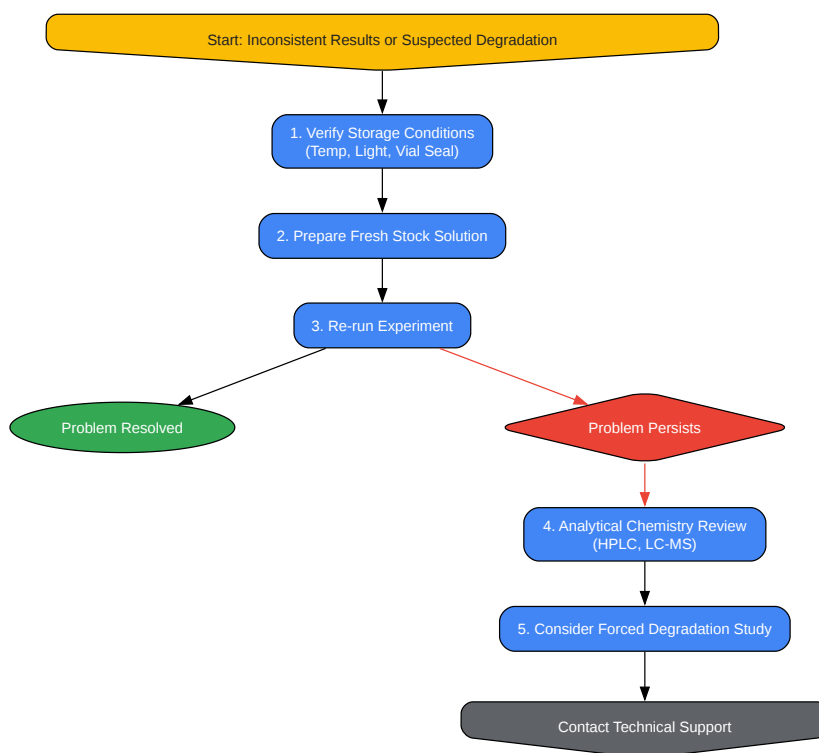 Start: Inconsistent Results or Suspected Degradation
1. Verify Storage Conditions
(Temp, Light, Vial Seal)
2. Prepare Fresh Stock Solution
3. Re-run Experiment
Problem Resolved
Problem Persists
4. Analytical Chemistry Review
(HPLC, LC-MS)
5. Consider Forced Degradation Study
Contact Technical Support